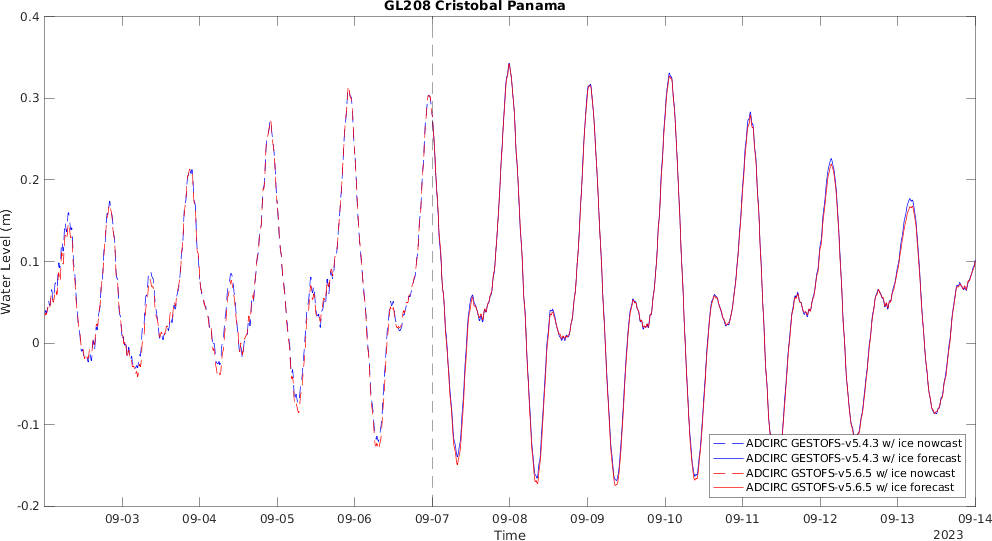 GL208 Cristobal Panama
0.4
0.3
0.2
0.1
0
-0.1
-0.2
Water Level (m)
ADCIRC GESTOFS-v5.4.3 w/ ice nowcast
ADCIRC GESTOFS-v5.4.3 w/ ice forecast
ADCIRC GSTOFS-v5.6.5 w/ ice nowcast
ADCIRC GSTOFS-v5.6.5 w/ ice forecast
09-03 09-04 09-05 09-06 09-07 09-08 09-09 09-10 09-11 09-12 09-13 09-14
Time
2023